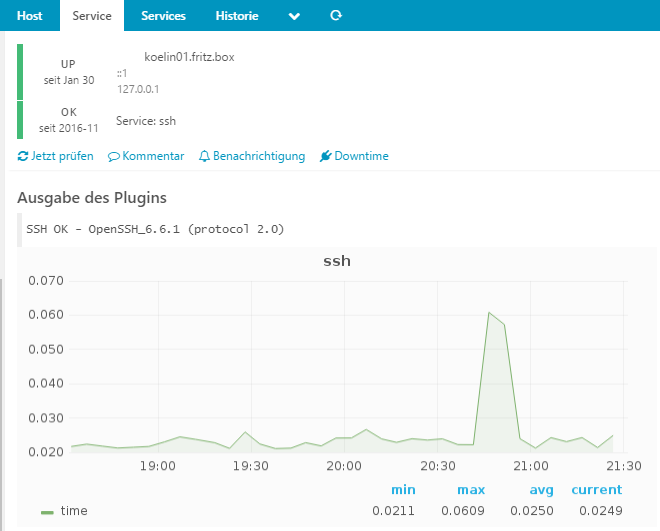 Host Service Services Historie
UP koelin01.fritz.box
seit Jan 30 ::1
127.0.0.1
OK
seit 2016-11 Service: ssh
Jetzt prüfen Kommentar Benachrichtigung Downtime
Ausgabe des Plugins
SSH OK - OpenSSH_6.6.1 (protocol 2.0)
ssh
0.070
0.060
0.050
0.040
0.030
0.020
19:00 19:30 20:00 20:30 21:00 21:30
min max avg current
time 0.0211 0.0609 0.0250 0.0249